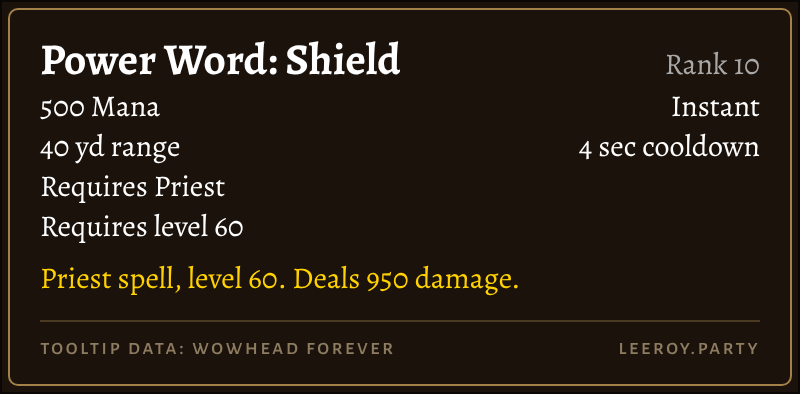 Power Word: Shield Rank 10
500 Mana Instant
40 yd range 4 sec cooldown
Requires Priest
Requires level 60
Priest spell, level 60. Deals 950 damage.
TOOLTIP DATA: WOWHEAD FOREVER LEEROY.PARTY